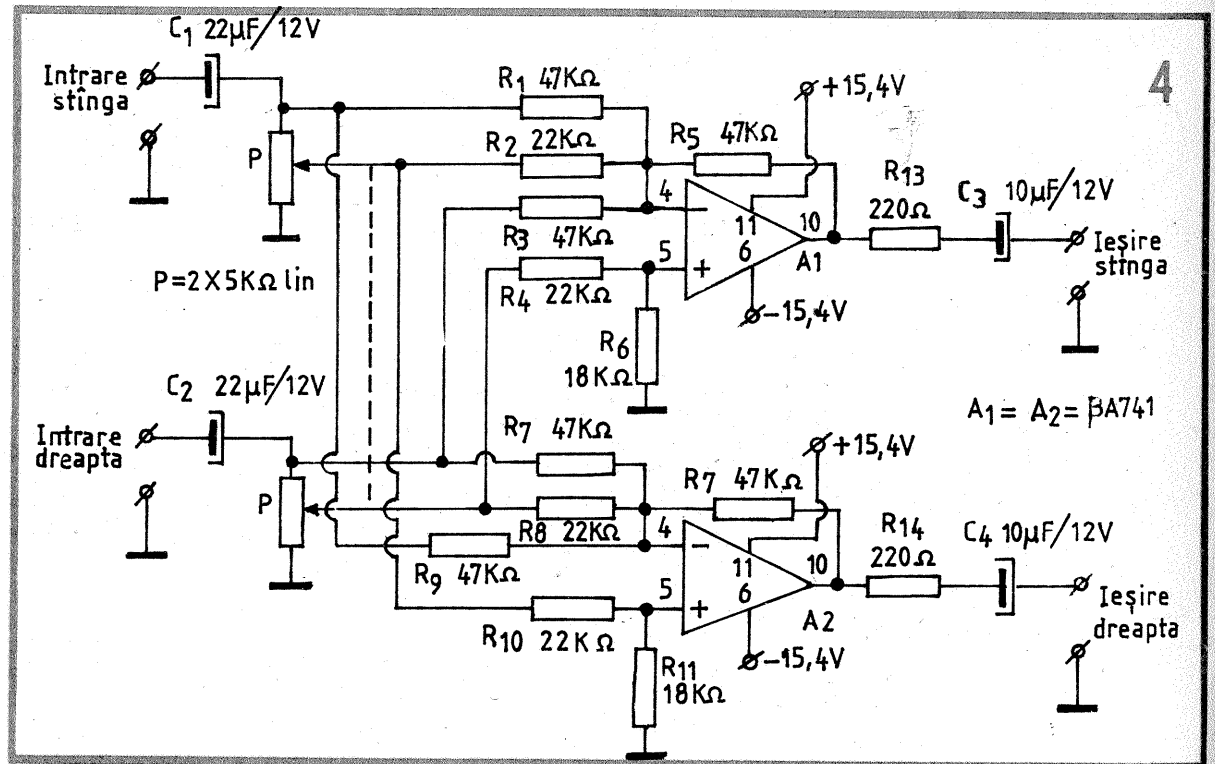 C1 22µF/12V
Intrare
stînga
P
P=2X5KΩ lin
R1 47KΩ
R2 22KΩ
R3 47KΩ
R4 22KΩ
R5 47KΩ
R6
18KΩ
4
5
11
6
10
A1
+15,4V
-15,4V
R13
220Ω
C3 10µF/12V
Ieşire
stînga
4
C2 22µF/12V
Intrare
dreapta
P
R7 47KΩ
R8 22KΩ
R9 47KΩ
R10 22KΩ
R7 47KΩ
R11
18KΩ
4
5
11
6
10
A2
+15,4V
-15,4V
R14
220Ω
C4 10µF/12V
Ieşire
dreapta
A1= A2= βA741